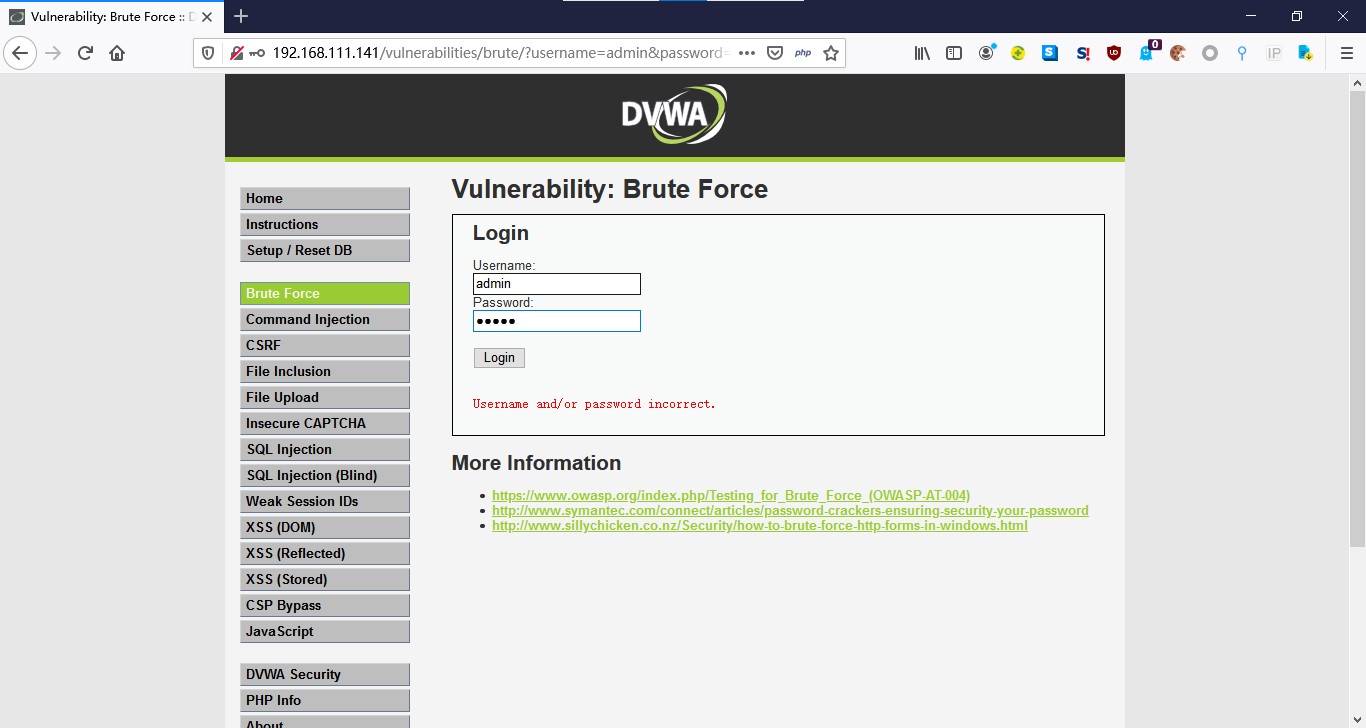 Vulnerability: Brute Force :: D
192.168.111.141/vulnerabilities/brute/?username=admin&password=
php
S
S!
0
IP
DVWA
Home
Instructions
Setup / Reset DB
Brute Force
Command Injection
CSRF
File Inclusion
File Upload
Insecure CAPTCHA
SQL Injection
SQL Injection (Blind)
Weak Session IDs
XSS (DOM)
XSS (Reflected)
XSS (Stored)
CSP Bypass
JavaScript
DVWA Security
PHP Info
About
Vulnerability: Brute Force
Login
Username:
admin
Password:
•••••
Login
Username and/or password incorrect.
More Information
https://www.owasp.org/index.php/Testing_for_Brute_Force_(OWASP-AT-004)
http://www.symantec.com/connect/articles/password-crackers-ensuring-security-your-password
http://www.sillychicken.co.nz/Security/how-to-brute-force-http-forms-in-windows.html